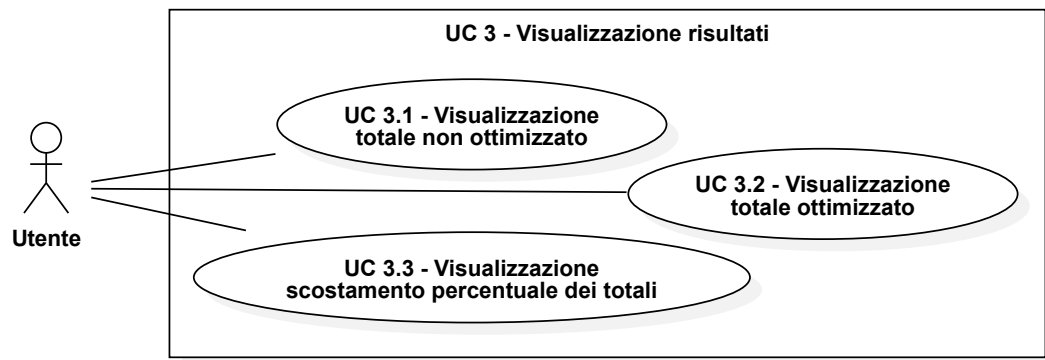 UC 3 - Visualizzazione risultati
UC 3.1 - Visualizzazione
totale non ottimizzato
UC 3.2 - Visualizzazione
totale ottimizzato
Utente
UC 3.3 - Visualizzazione
scostamento percentuale dei totali